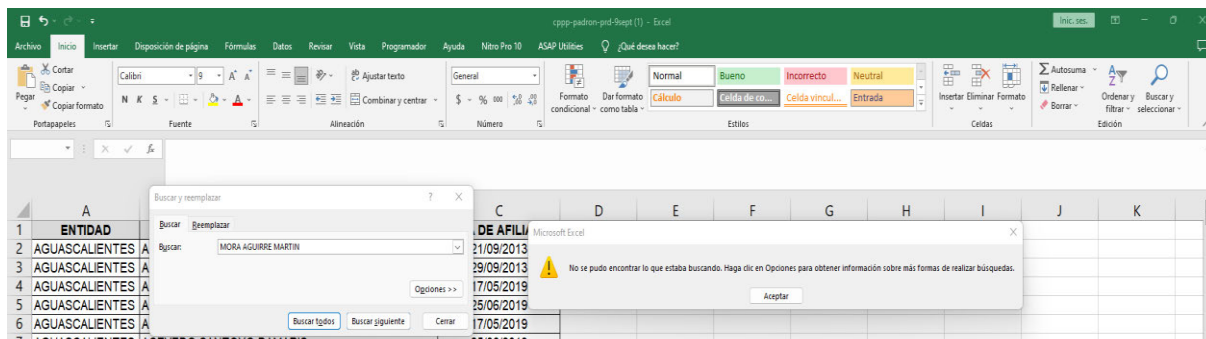 cppp-padron-prd-9sept (1) - Excel
Inic. ses.
Archivo Inicio Insertar Disposición de página Fórmulas Datos Revisar Vista Programador Ayuda Nitro Pro 10 ASAP Utilities ¿Qué desea hacer?
Pegar
Cortar
Copiar
Copiar formato
Portapapeles
Calibri 9
N K S
Fuente
Ajustar texto
Combinar y centrar
Alineación
General
$ % 000
Número
Formato condicional
Dar formato como tabla
Normal Bueno Incorrecto Neutral
Cálculo Celda de co... Celda vincul... Entrada
Estilos
Insertar Eliminar Formato
Celdas
Autosuma
Rellenar
Borrar
Ordenar y filtrar
Buscar y seleccionar
Edición
fx
Buscar y reemplazar ? X
Buscar Reemplazar
Buscar: MORA AGUIRRE MARTIN
Opciones >>
Buscar todos Buscar siguiente Cerrar
Microsoft Excel X
No se pudo encontrar lo que estaba buscando. Haga clic en Opciones para obtener información sobre más formas de realizar búsquedas.
Aceptar
A C D E F G H I J K
1 ENTIDAD DE AFILI
2 AGUASCALIENTES A 21/09/2013
3 AGUASCALIENTES A 29/09/2013
4 AGUASCALIENTES A 17/05/2019
5 AGUASCALIENTES A 25/06/2019
6 AGUASCALIENTES A 17/05/2019